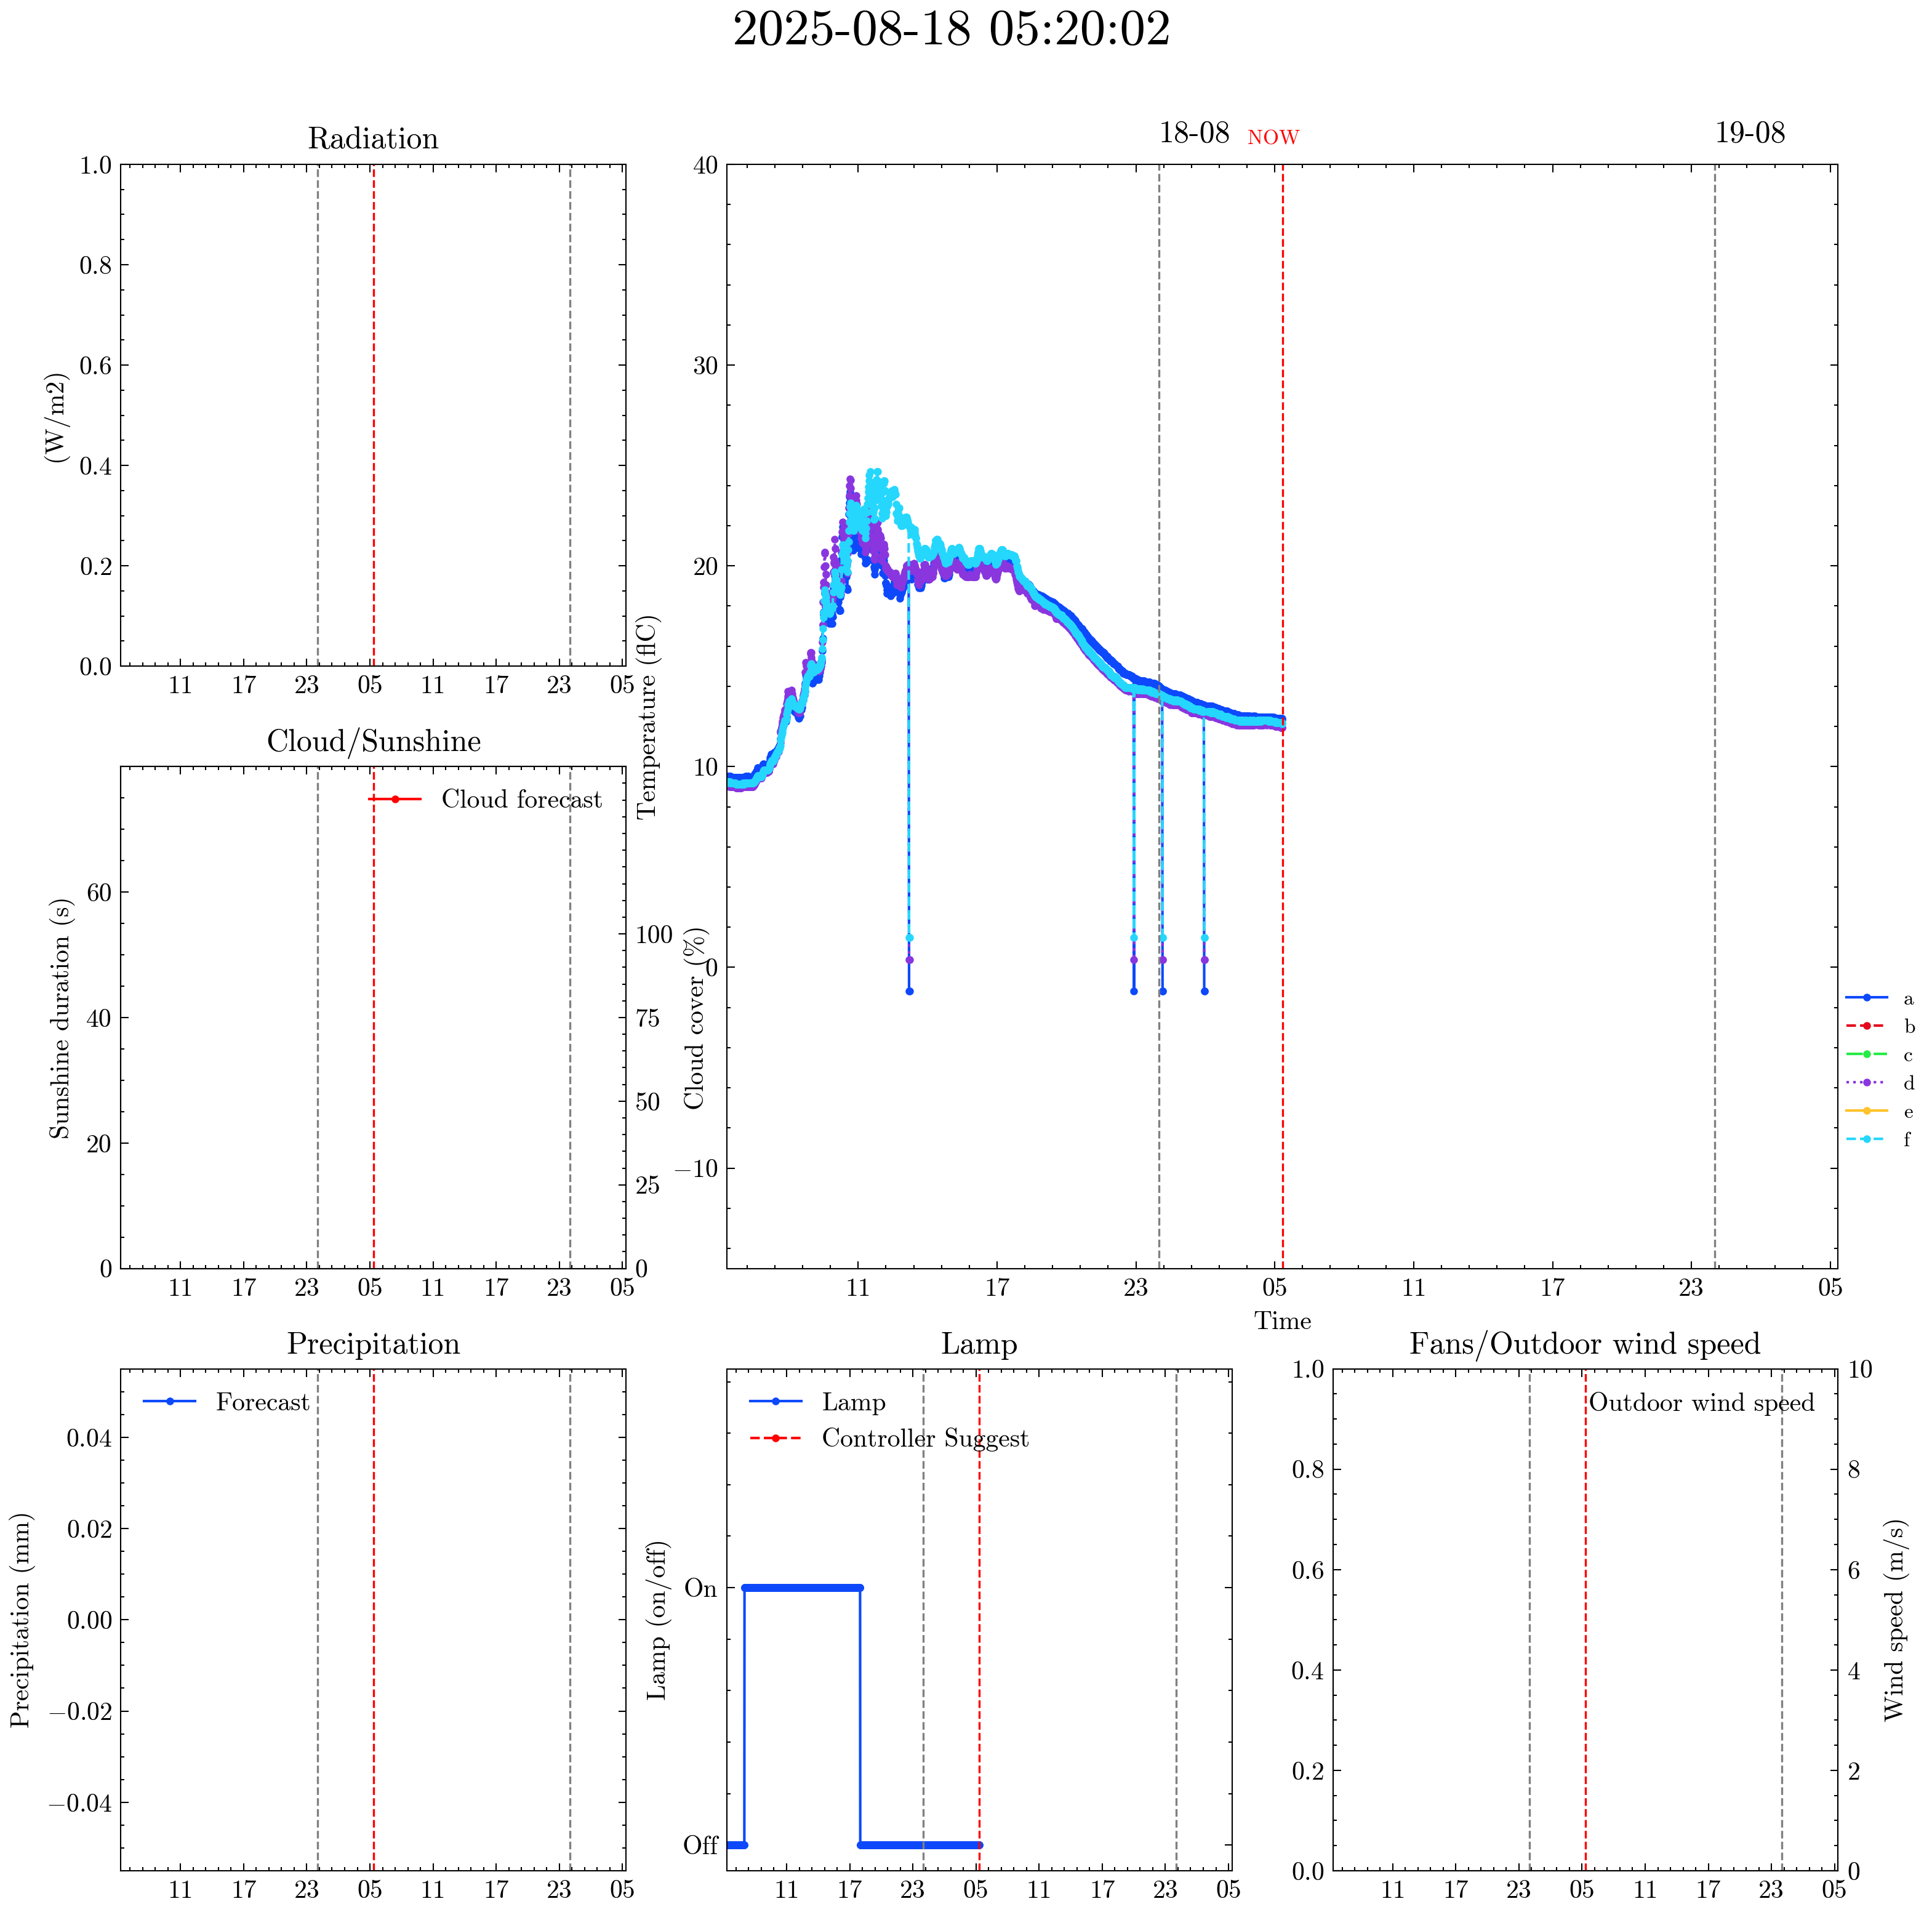 2025-08-18 05:20:02
Radiation
1.0
0.8
0.6
0.4
0.2
0.0
(W/m2)
11 17 23 05 11 17 23 05
18-08 NOW 19-08
40
30
20
10
0
−10
Temperature (flC)
11 17 23 05 11 17 23 05
Time
a
b
c
d
e
f
Cloud/Sunshine
Cloud forecast
60
40
20
0
Sunshine duration (s)
100
75
50
25
0
Cloud cover (%)
11 17 23 05 11 17 23 05
Precipitation
Forecast
0.04
0.02
0.00
−0.02
−0.04
Precipitation (mm)
11 17 23 05 11 17 23 05
Lamp
Lamp
Controller Suggest
On
Off
Lamp (on/off)
11 17 23 05 11 17 23 05
Fans/Outdoor wind speed
Outdoor wind speed
1.0
0.8
0.6
0.4
0.2
0.0
10
8
6
4
2
0
Wind speed (m/s)
11 17 23 05 11 17 23 05